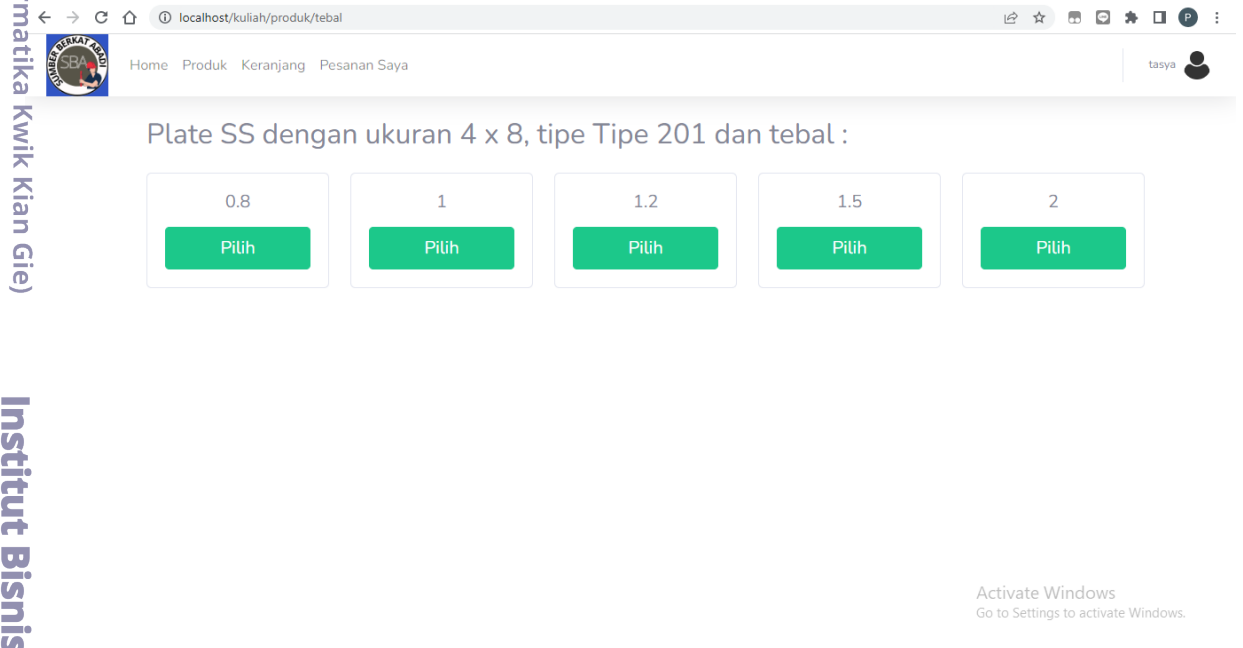 localhost/kuliah/produk/tebal
P
SUMBER BERKAT ABADI
SBA
Home Produk Keranjang Pesanan Saya
tasya
Plate SS dengan ukuran 4 x 8, tipe Tipe 201 dan tebal :
0.8 1 1.2 1.5 2
Pilih Pilih Pilih Pilih Pilih
Activate Windows
Go to Settings to activate Windows.
matika Kwik Kian Gie)
Institut Bisnis